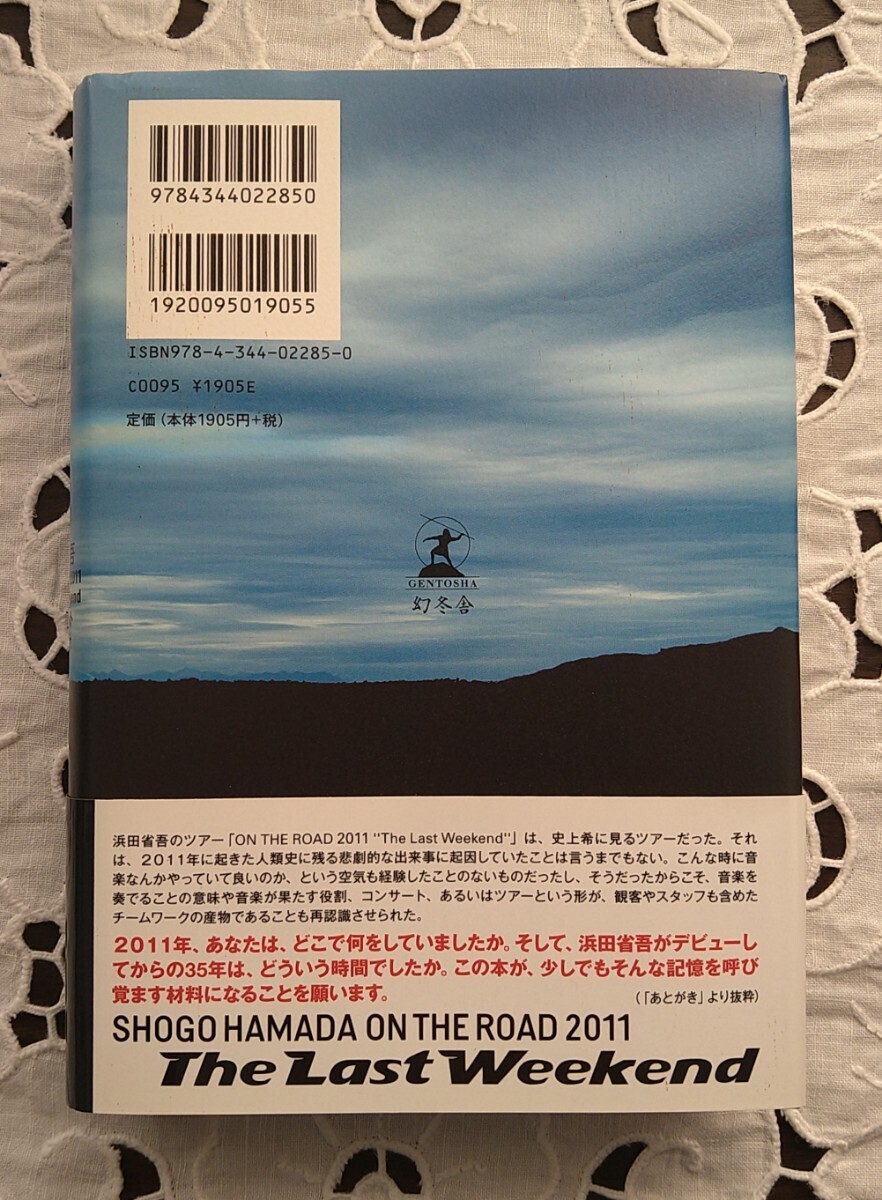 9784344022850
1920095019055
ISBN978-4-344-02285-0
C0095 ¥1905E
定価(本体1905円+税)
GENTOSHA
幻冬舎
浜田省吾のツアー「ON THE ROAD 2011 "The Last Weekend"」は、史上希に見るツアーだった。それ
は、2011年に起きた人類史に残る悲劇的な出来事に起因していたことは言うまでもない。こんな時に音
楽なんかやっていて良いのか、という空気も経験したことのないものだったし、そうだったからこそ、音楽を
奏でることの意味や音楽が果たす役割、コンサート、あるいはツアーという形が、観客やスタッフも含めた
チームワークの産物であることも再認識させられた。
2011年、あなたは、どこで何をしていましたか。そして、浜田省吾がデビューし
てからの35年は、どういう時間でしたか。この本が、少しでもそんな記憶を呼び
覚ます材料になることを願います。
(「あとがき」より抜粋)
SHOGO HAMADA ON THE ROAD 2011
The Last Weekend